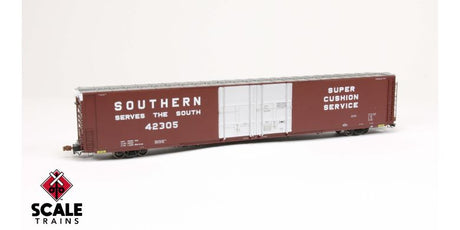 SOUTHERN
SERVES THE SOUTH
42305
SUPER
CUSHION
SERVICE
SCALE
TRAINS